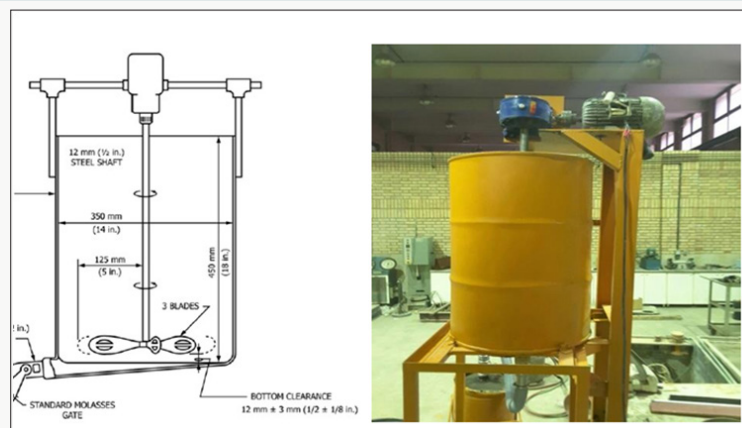 12 mm (½ in.)
STEEL SHAFT
350 mm
(14 in.)
125 mm
(5 in.)
450 mm
(18 in.)
3 BLADES
in.)
BOTTOM CLEARANCE
12 mm ± 3 mm (1/2 ± 1/8 in.)
STANDARD MOLASSES
GATE